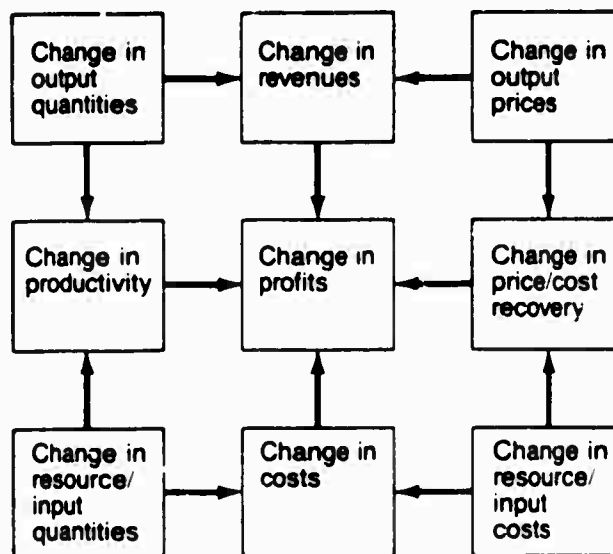 Change in
output
quantities
Change in
revenues
Change in
output
prices
Change in
productivity
Change in
profits
Change in
price/cost
recovery
Change in
resource/
input
quantities
Change in
costs
Change in
resource/
input
costs